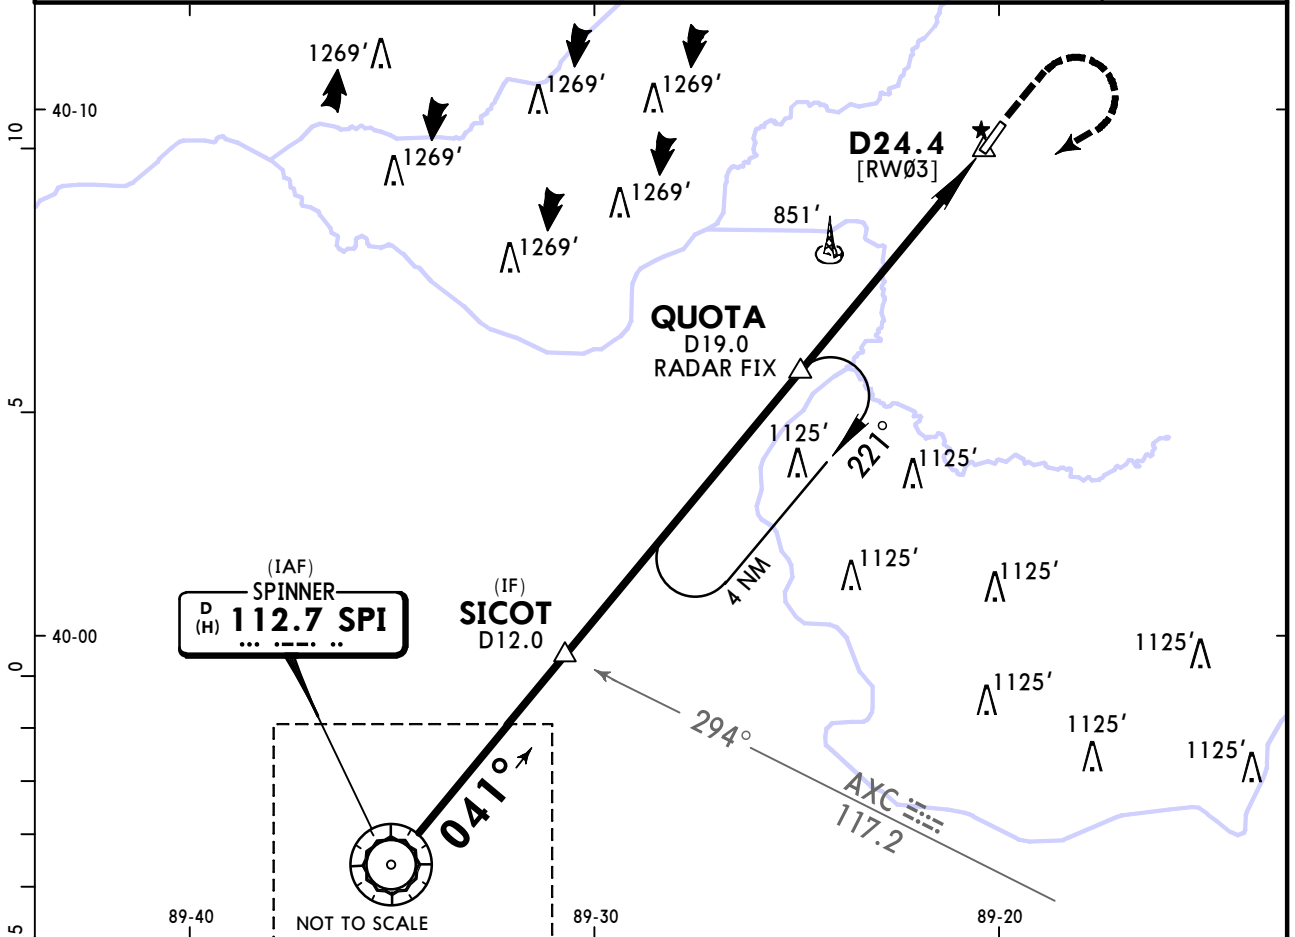 1269'
1269'
1269'
1269'
1269'
1269'
40-10
10
D24.4
[RWØ3]
851'
QUOTA
D19.0
RADAR FIX
5
1125'
221°
1125'
4 NM
1125'
1125'
(IAF)
SPINNER
D
(H)
112.7 SPI
(IF)
SICOT
D12.0
40-00
0
1125'
1125'
1125'
1125'
294°
041°
AXC
117.2
89-40
NOT TO SCALE
89-30
89-20
5